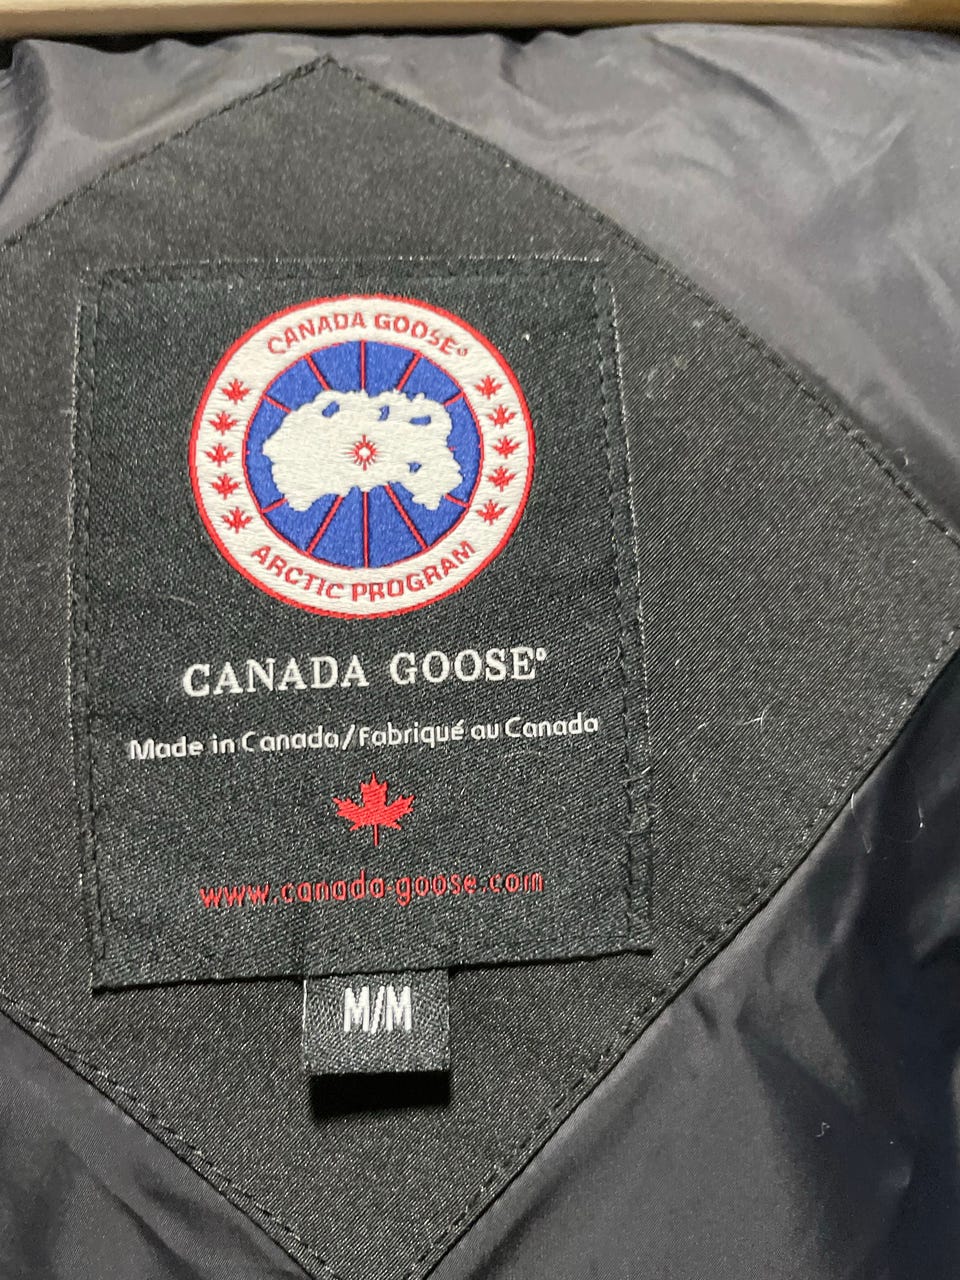 CANADA GOOSE®
ARCTIC PROGRAM
CANADA GOOSE®
Made in Canada/Fabriqué au Canada
www.canada-goose.com
M/M